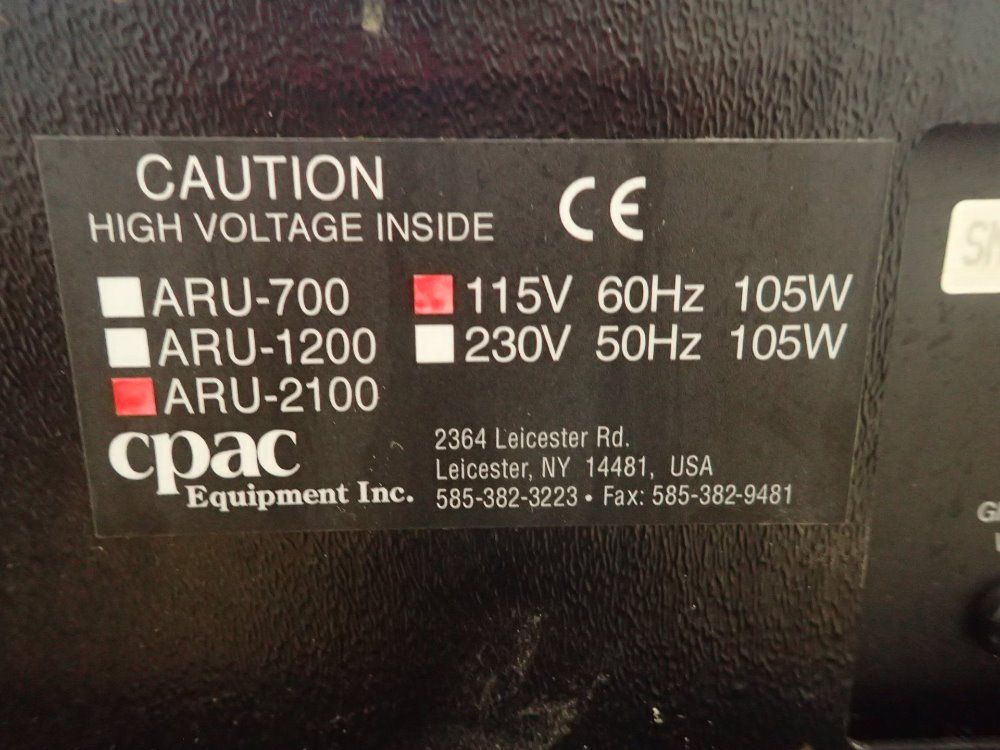 CAUTION
HIGH VOLTAGE INSIDE
CE
ARU-700
ARU-1200
ARU-2100
115V 60Hz 105W
230V 50Hz 105W
cpac
Equipment Inc.
2364 Leicester Rd.
Leicester, NY 14481, USA
585-382-3223 • Fax: 585-382-9481